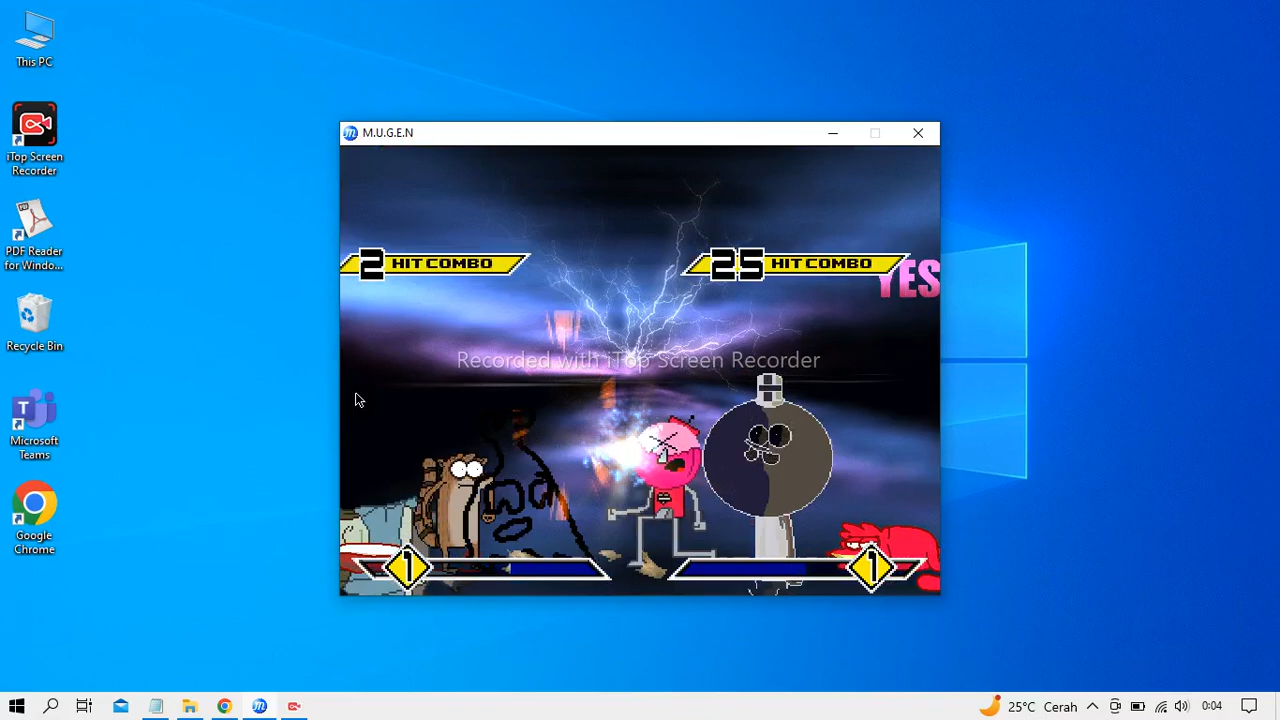 This PC
iTop Screen
Recorder
PDF Reader
for Windo...
Recycle Bin
Microsoft
Teams
Google
Chrome
M.U.G.E.N
2 HIT COMBO
25 HIT COMBO
YES
Recorded with iTop Screen Recorder
1
1
25°C Cerah
0:04